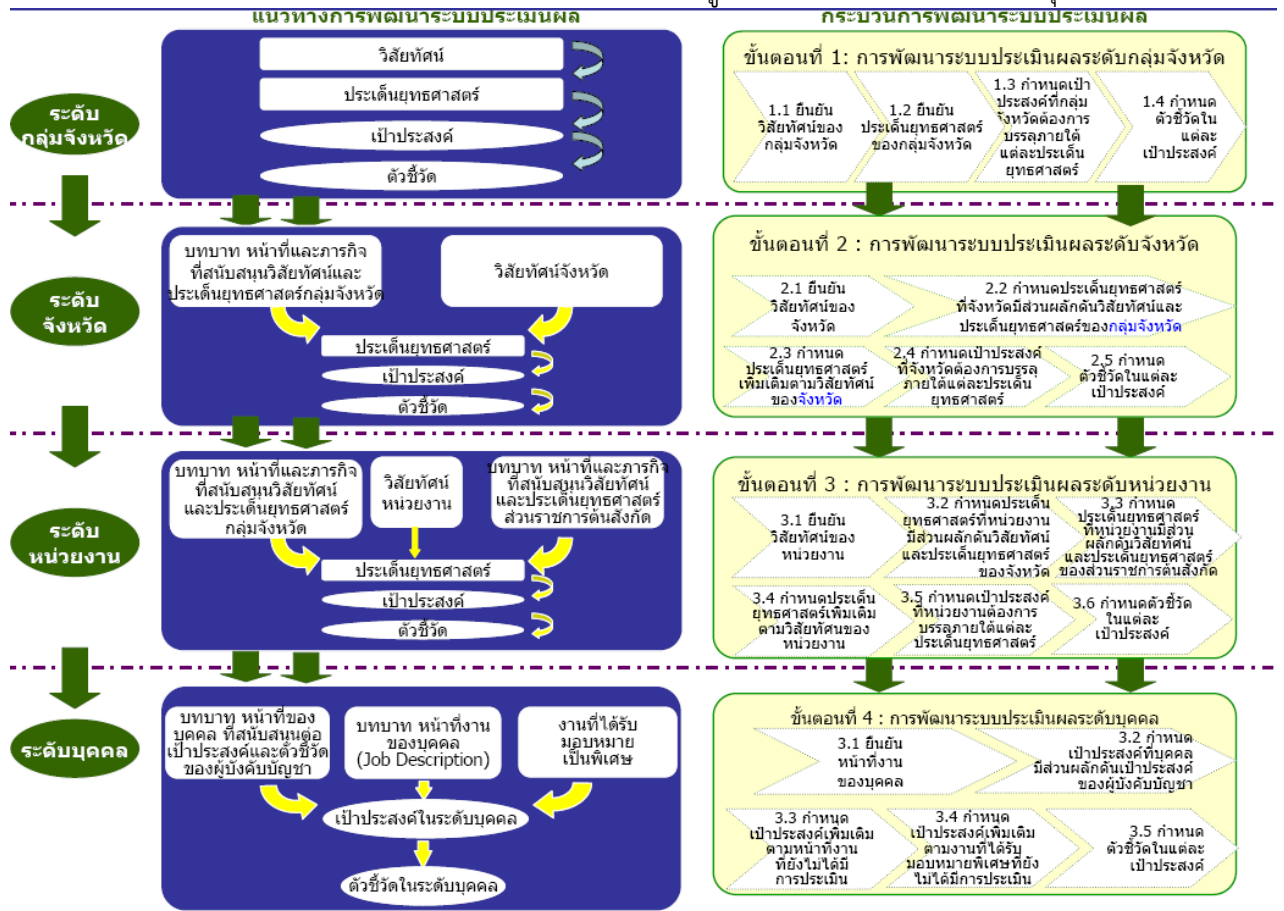 แนวทางการพัฒนาระบบประเมินผล
กระบวนการพัฒนาระบบประเมินผล
ระดับ
กลุ่มจังหวัด
วิสัยทัศน์
ประเด็นยุทธศาสตร์
เป้าประสงค์
ตัวชี้วัด
ขั้นตอนที่ 1: การพัฒนาระบบประเมินผลระดับกลุ่มจังหวัด
1.1 ยืนยัน
วิสัยทัศน์ของ
กลุ่มจังหวัด
1.2 ยืนยัน
ประเด็นยุทธศาสตร์
ของกลุ่มจังหวัด
1.3 กำหนดเป้า
ประสงค์ที่กลุ่ม
จังหวัดต้องการ
บรรลุภายใต้
แต่ละประเด็น
ยุทธศาสตร์
1.4 กำหนด
ตัวชี้วัดใน
แต่ละ
เป้าประสงค์
ระดับ
จังหวัด
บทบาท หน้าที่และภารกิจ
ที่สนับสนุนวิสัยทัศน์และ
ประเด็นยุทธศาสตร์กลุ่มจังหวัด
วิสัยทัศน์จังหวัด
ประเด็นยุทธศาสตร์
เป้าประสงค์
ตัวชี้วัด
ขั้นตอนที่ 2 : การพัฒนาระบบประเมินผลระดับจังหวัด
2.1 ยืนยัน
วิสัยทัศน์ของ
จังหวัด
2.2 กำหนดประเด็นยุทธศาสตร์
ที่จังหวัดมีส่วนผลักดันวิสัยทัศน์และ
ประเด็นยุทธศาสตร์ของกลุ่มจังหวัด
2.3 กำหนด
ประเด็นยุทธศาสตร์
เพิ่มเติมตามวิสัยทัศน์
ของจังหวัด
2.4 กำหนดเป้าประสงค์
ที่จังหวัดต้องการบรรลุ
ภายใต้แต่ละประเด็น
ยุทธศาสตร์
2.5 กำหนด
ตัวชี้วัดในแต่ละ
เป้าประสงค์
ระดับ
หน่วยงาน
บทบาท หน้าที่และภารกิจ
ที่สนับสนุนวิสัยทัศน์
และประเด็นยุทธศาสตร์
กลุ่มจังหวัด
วิสัยทัศน์
หน่วยงาน
บทบาท หน้าที่และภารกิจ
ที่สนับสนุนวิสัยทัศน์
และประเด็นยุทธศาสตร์
ส่วนราชการต้นสังกัด
ประเด็นยุทธศาสตร์
เป้าประสงค์
ตัวชี้วัด
ขั้นตอนที่ 3 : การพัฒนาระบบประเมินผลระดับหน่วยงาน
3.1 ยืนยัน
วิสัยทัศน์ของ
หน่วยงาน
3.2 กำหนดประเด็น
ยุทธศาสตร์ที่หน่วยงาน
มีส่วนผลักดันวิสัยทัศน์
และประเด็นยุทธศาสตร์
ของจังหวัด
3.3 กำหนด
ประเด็นยุทธศาสตร์
ที่หน่วยงานมีส่วน
ผลักดันวิสัยทัศน์
และประเด็นยุทธศาสตร์
ของส่วนราชการต้นสังกัด
3.4 กำหนดประเด็น
ยุทธศาสตร์เพิ่มเติม
ตามวิสัยทัศนของ
หน่วยงาน
3.5 กำหนดเป้าประสงค์
ที่หน่วยงานต้องการ
บรรลุภายใต้แต่ละ
ประเด็นยุทธศาสตร์
3.6 กำหนดตัวชี้วัด
ในแต่ละ
เป้าประสงค์
ระดับบุคคล
บทบาท หน้าที่ของ
บุคคล ที่สนับสนุนต่อ
เป้าประสงค์และตัวชี้วัด
ของผู้บังคับบัญชา
บทบาท หน้าที่งาน
ของบุคคล
(Job Description)
งานที่ได้รับ
มอบหมาย
เป็นพิเศษ
เป้าประสงค์ในระดับบุคคล
ตัวชี้วัดในระดับบุคคล
ขั้นตอนที่ 4 : การพัฒนาระบบประเมินผลระดับบุคคล
3.1 ยืนยัน
หน้าที่งาน
ของบุคคล
3.2 กำหนด
เป้าประสงค์ที่บุคคล
มีส่วนผลักดันเป้าประสงค์
ของผู้บังคับบัญชา
3.3 กำหนด
เป้าประสงค์เพิ่มเติม
ตามหน้าที่งาน
ที่ยังไม่ได้มี
การประเมิน
3.4 กำหนด
เป้าประสงค์เพิ่มเติม
ตามงานที่ได้รับ
มอบหมายพิเศษที่ยัง
ไม่ได้มีการประเมิน
3.5 กำหนด
ตัวชี้วัดในแต่ละ
เป้าประสงค์